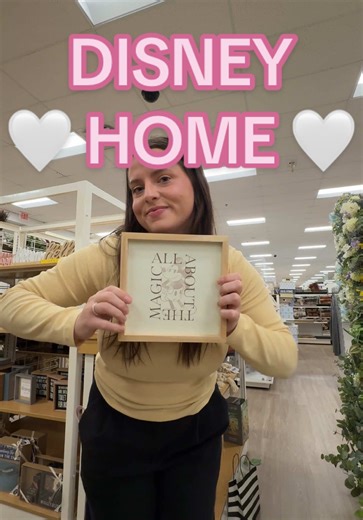 DISNEY
🤍 HOME 🤍
ALL
ABOUT
THE
MAGIC